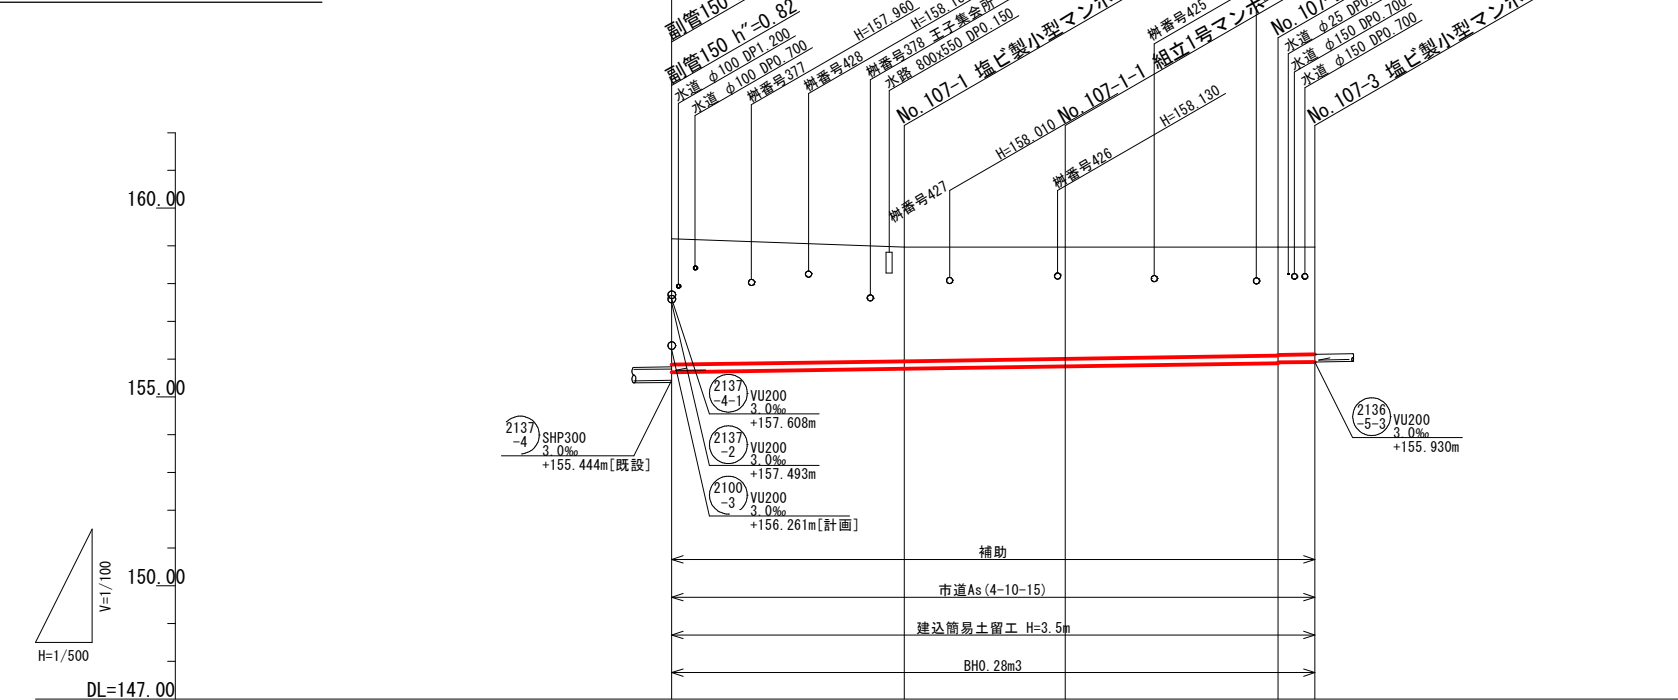 副管150
副管150 h"=0.82
水道 φ100 DP1.200
水道 φ100 DP0.700
桝番号377
H=157.960
桝番号428
桝番号378 王子集会所
水路 800x550 DP0.150
No.107-1 塩ビ製小型マンホ
桝番号427
H=158.010
No.107-1-1 組立1号マンホー
桝番号426
H=158.130
桝番号425
No.107-
水道 φ25 DP0.
水道 φ150 DP0.700
水道 φ150 DP0.700
No.107-3 塩ビ製小型マンホ
160.00
155.00
150.00
DL=147.00
V=1/100
H=1/500
2137
-4
SHP300
3.0‰
+155.444m[既設]
2137
-4-1
VU200
3.0‰
+157.608m
2137
-2
VU200
3.0‰
+157.493m
2100
-3
VU200
3.0‰
+156.261m[計画]
2136
-5-3
VU200
3.0‰
+155.930m
補助
市道As(4-10-15)
建込簡易土留工 H=3.5m
BH0.28m3